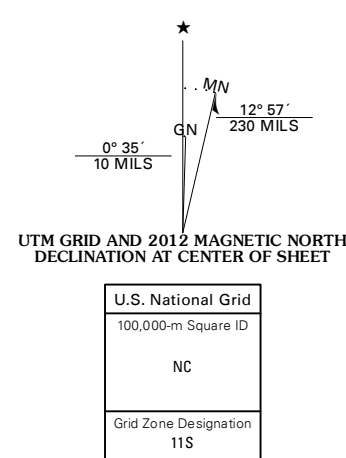 ★
MN
GN
12° 57´
230 MILS
0° 35´
10 MILS
UTM GRID AND 2012 MAGNETIC NORTH
DECLINATION AT CENTER OF SHEET
U.S. National Grid
100,000-m Square ID
NC
Grid Zone Designation
11S